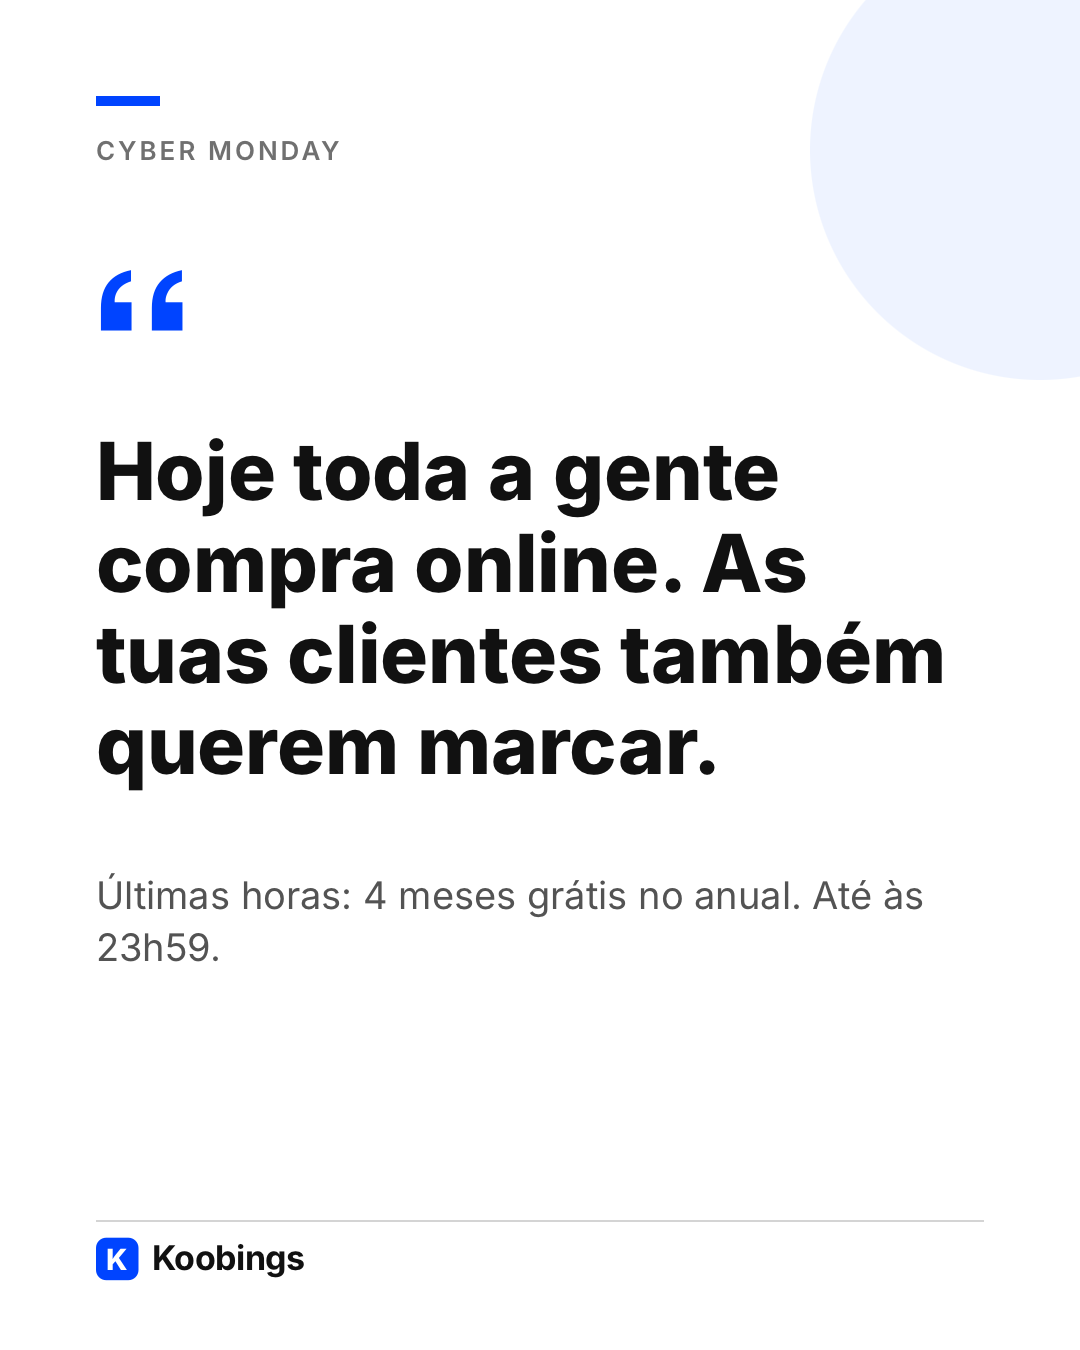 CYBER MONDAY
“
Hoje toda a gente
compra online. As
tuas clientes também
querem marcar.
Últimas horas: 4 meses grátis no anual. Até às
23h59.
K Koobings